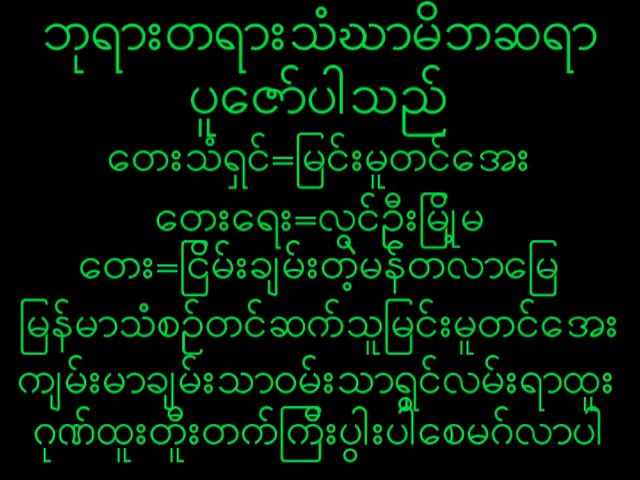 ဘုရားတရားသံဃာမိဘဆရာ
ပူဇော်ပါသည်
တေးသံရှင်=မြင်းမူတင်အေး
တေးရေး=လွင်ဦးမြို့မ
တေး=ငြိမ်းချမ်းတဲ့မန်တလာမြေ
မြန်မာသံစဉ်တင်ဆက်သူမြင်းမူတင်အေး
ကျမ်းမာချမ်းသာဝမ်းသာရွှင်လမ်းရာထူး
ဂုဏ်ထူးတိုးတက်ကြီးပွါးပါစေမင်္ဂလာပါ